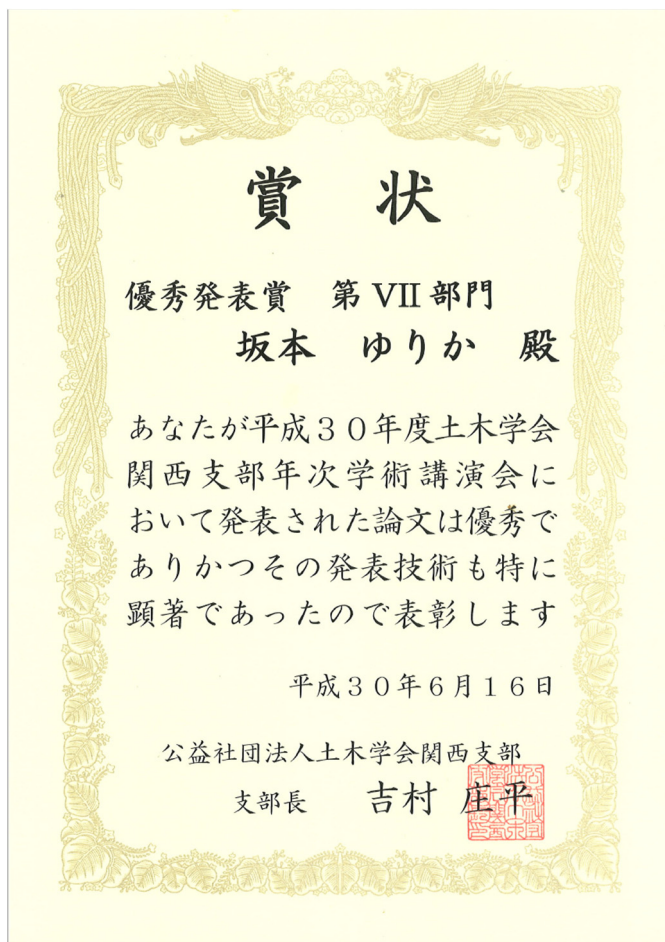 賞　状
優秀発表賞　第 VII 部門
坂本　ゆりか　殿
あなたが平成３０年度土木学会
関西支部年次学術講演会に
おいて発表された論文は優秀で
ありかつその発表技術も特に
顕著であったので表彰します
平成３０年６月１６日
公益社団法人土木学会関西支部
支部長　吉村　庄平